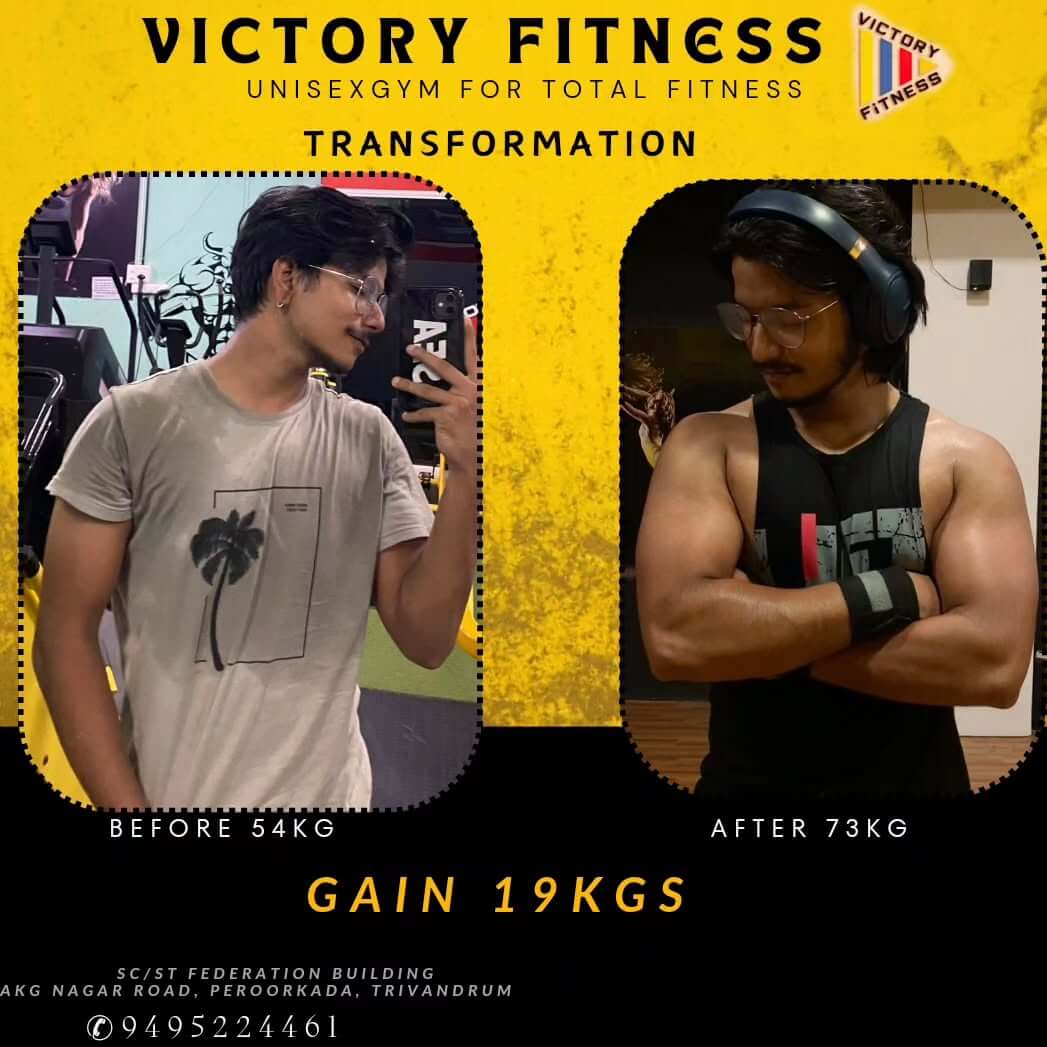 VICTORY FITNESS
UNISEXGYM FOR TOTAL FITNESS
VICTORY
FiTNESS
TRANSFORMATION
BEFORE 54KG
AFTER 73KG
GAIN 19KGS
SC/ST FEDERATION BUILDING
AKG NAGAR ROAD, PEROORKADA, TRIVANDRUM
✆9495224461